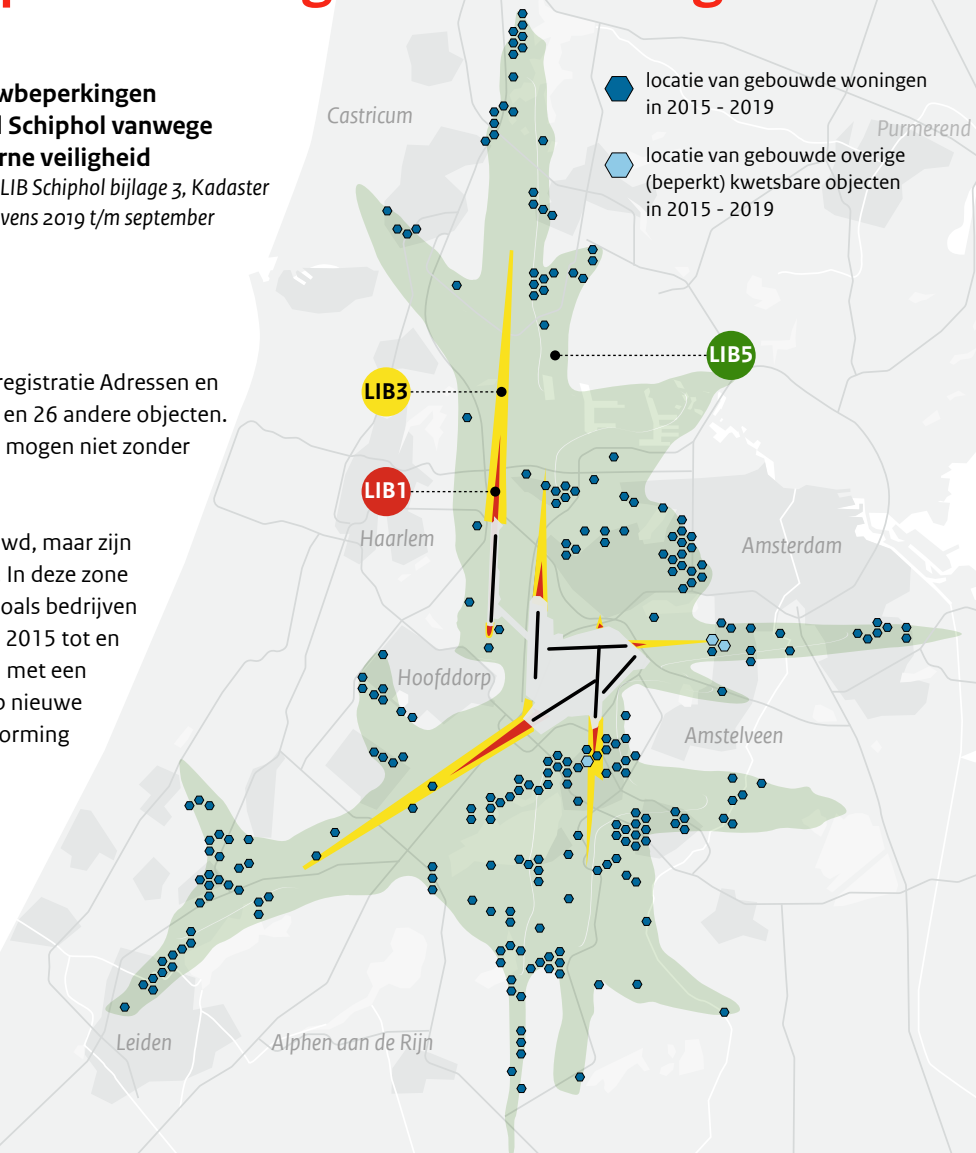 wbeperkingen
Schiphol vanwege
rne veiligheid
LIB Schiphol bijlage 3, Kadaster
vens 2019 t/m september
registratie Adressen en
en 26 andere objecten.
mogen niet zonder
wd, maar zijn
In deze zone
oals bedrijven
2015 tot en
met een
nieuwe
orming
locatie van gebouwde woningen
in 2015 - 2019
locatie van gebouwde overige
(beperkt) kwetsbare objecten
in 2015 - 2019
Castricum
Purmerend
LIB5
LIB3
LIB1
Haarlem
Amsterdam
Hoofddorp
Amstelveen
Leiden
Alphen aan de Rijn